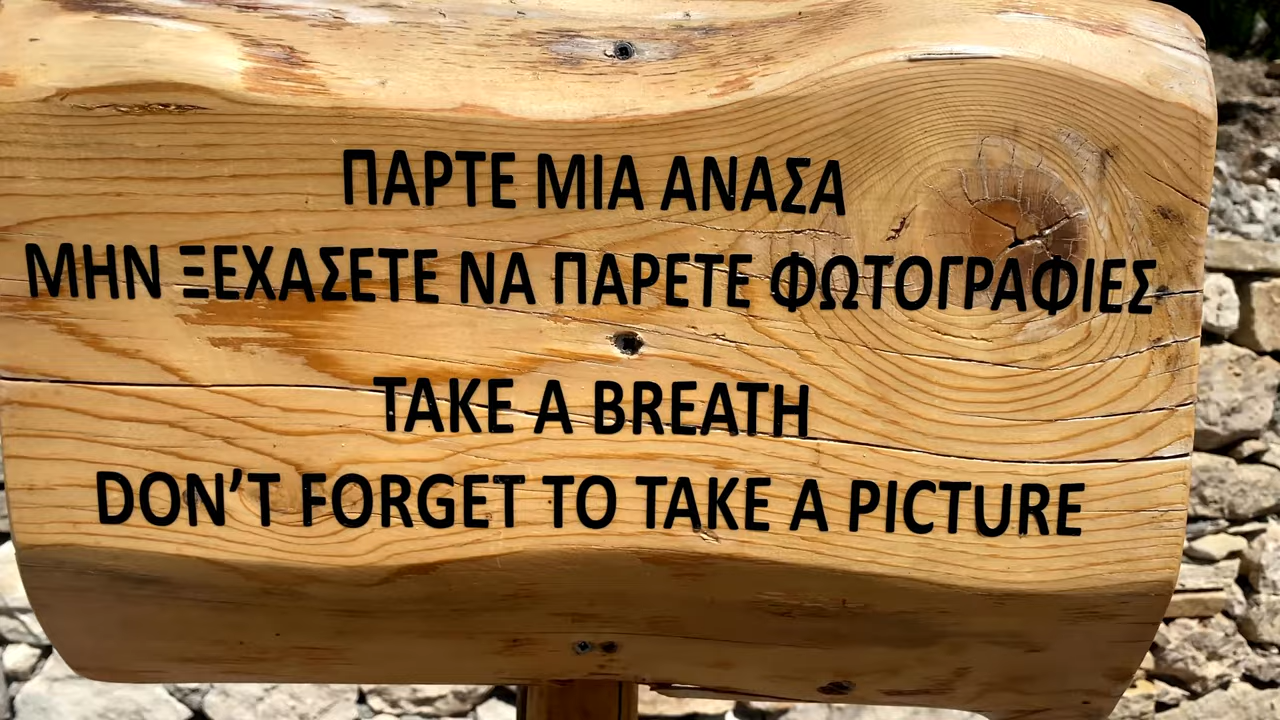 ΠΑΡΤΕ ΜΙΑ ΑΝΑΣΑ
ΜΗΝ ΞΕΧΑΣΕΤΕ ΝΑ ΠΑΡΕΤΕ ΦΩΤΟΓΡΑΦΙΕΣ
TAKE A BREATH
DON'T FORGET TO TAKE A PICTURE